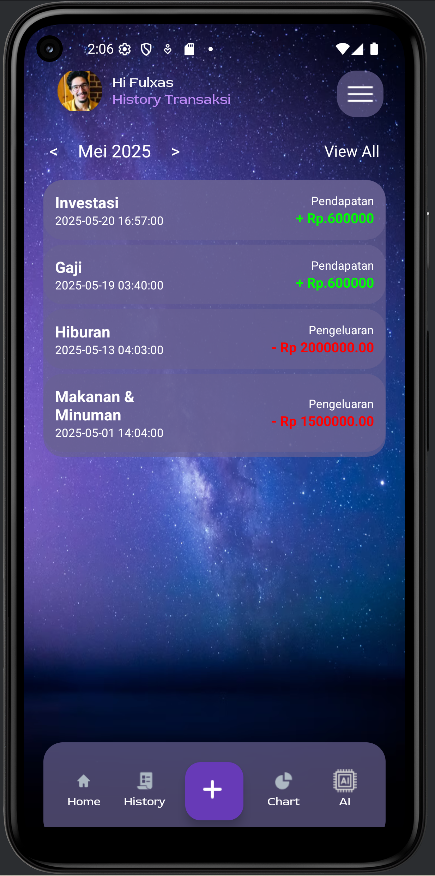 2:06
Hi Fulxas
History Transaksi
< Mei 2025 > View All
Investasi Pendapatan
2025-05-20 16:57:00 + Rp.600000
Gaji Pendapatan
2025-05-19 03:40:00 + Rp.600000
Hiburan Pengeluaran
2025-05-13 04:03:00 - Rp 2000000.00
Makanan &
Minuman Pengeluaran
2025-05-01 14:04:00 - Rp 1500000.00
+
Home History Chart AI
AI